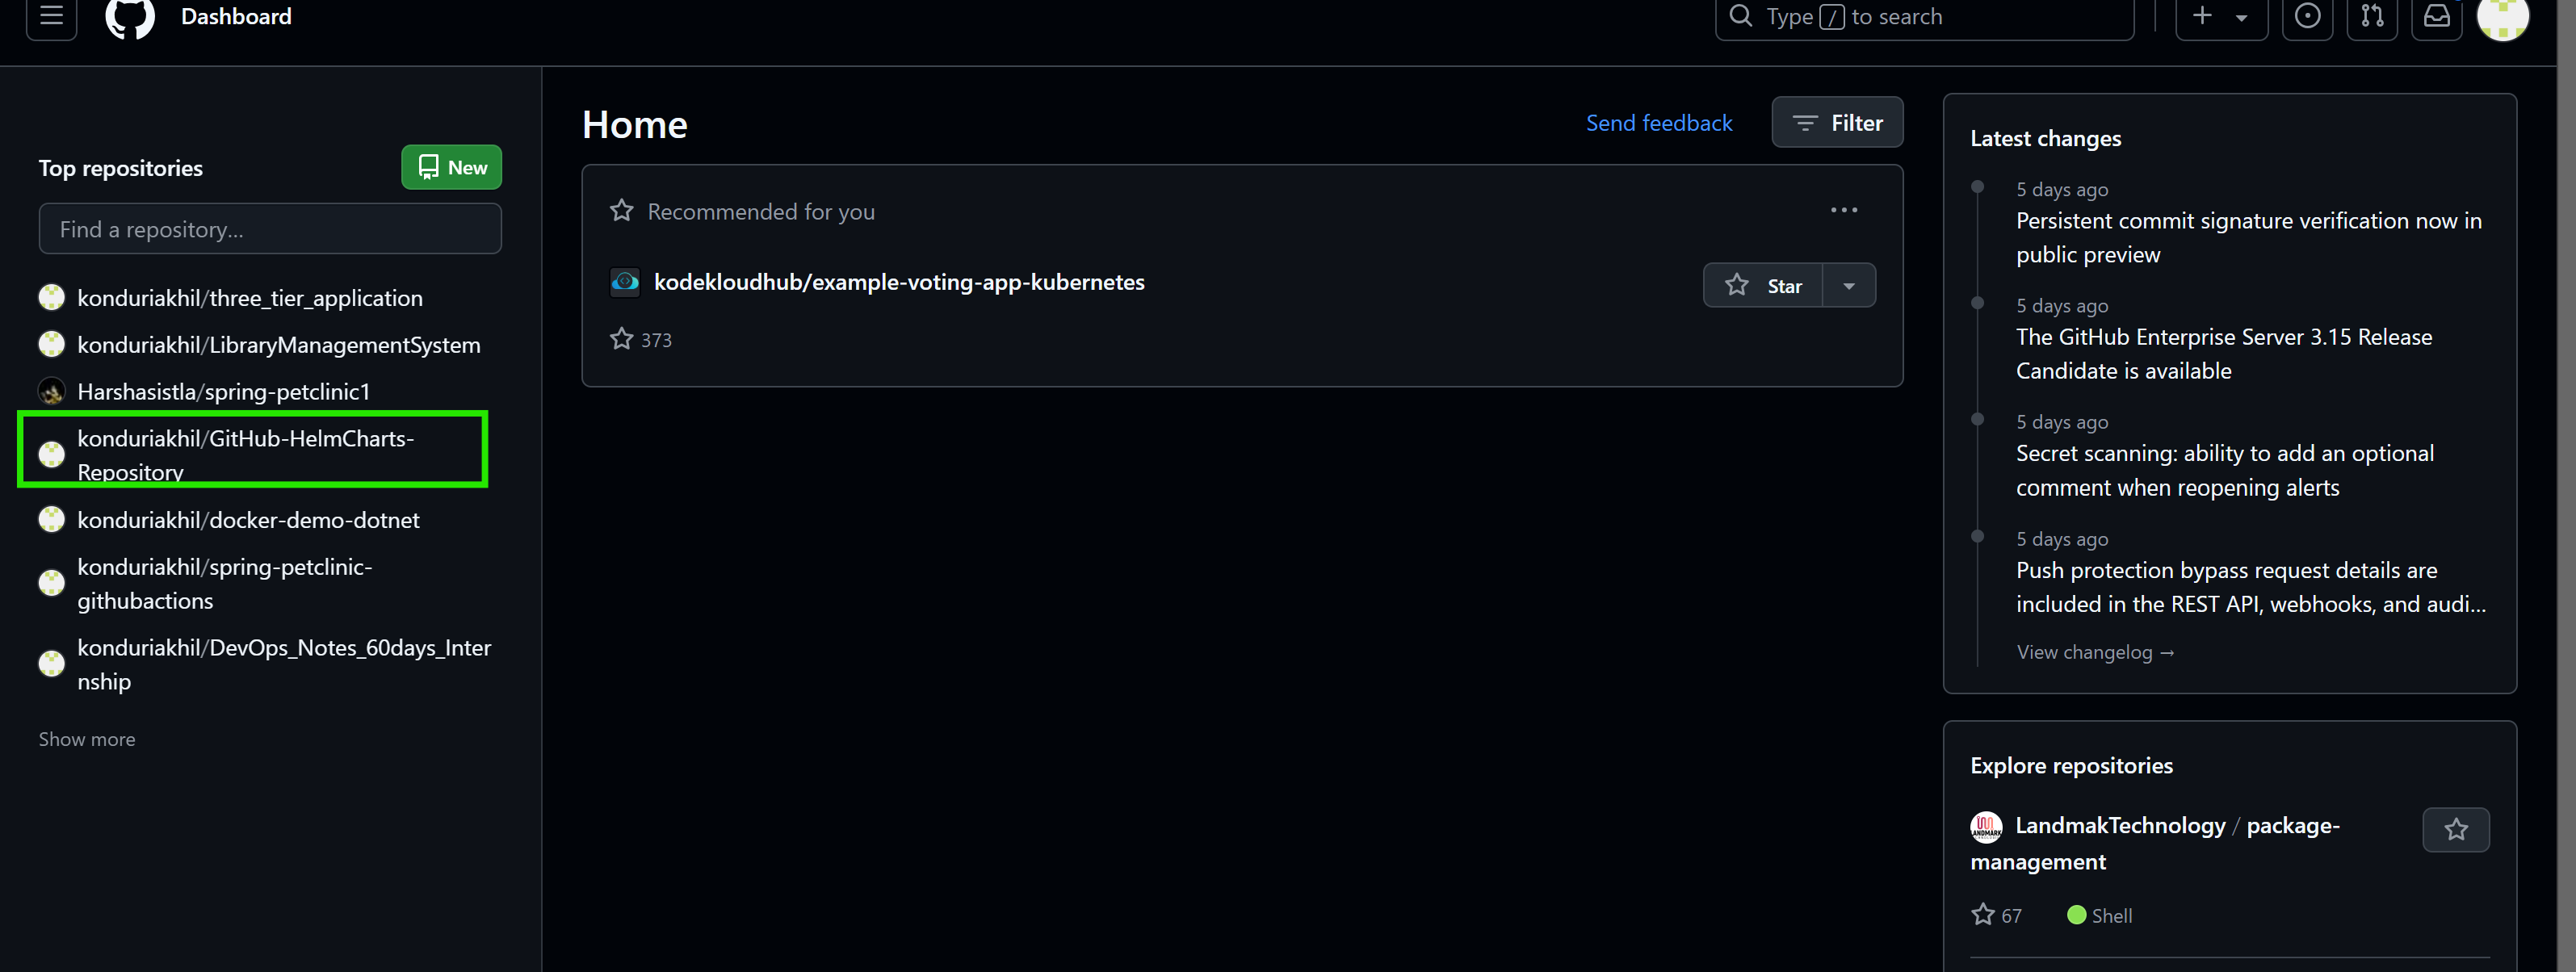 Dashboard
Type / to search
Top repositories
New
Find a repository...
konduriakhil/three_tier_application
konduriakhil/LibraryManagementSystem
Harshasistla/spring-petclinic1
konduriakhil/GitHub-HelmCharts-
Repository
konduriakhil/docker-demo-dotnet
konduriakhil/spring-petclinic-
githubactions
konduriakhil/DevOps_Notes_60days_Inter
nship
Show more
Home
Send feedback
Filter
Recommended for you
kodekloudhub/example-voting-app-kubernetes
Star
373
Latest changes
5 days ago
Persistent commit signature verification now in
public preview
5 days ago
The GitHub Enterprise Server 3.15 Release
Candidate is available
5 days ago
Secret scanning: ability to add an optional
comment when reopening alerts
5 days ago
Push protection bypass request details are
included in the REST API, webhooks, and audi...
View changelog →
Explore repositories
LANDMARK
LandmakTechnology / package-
management
67
Shell